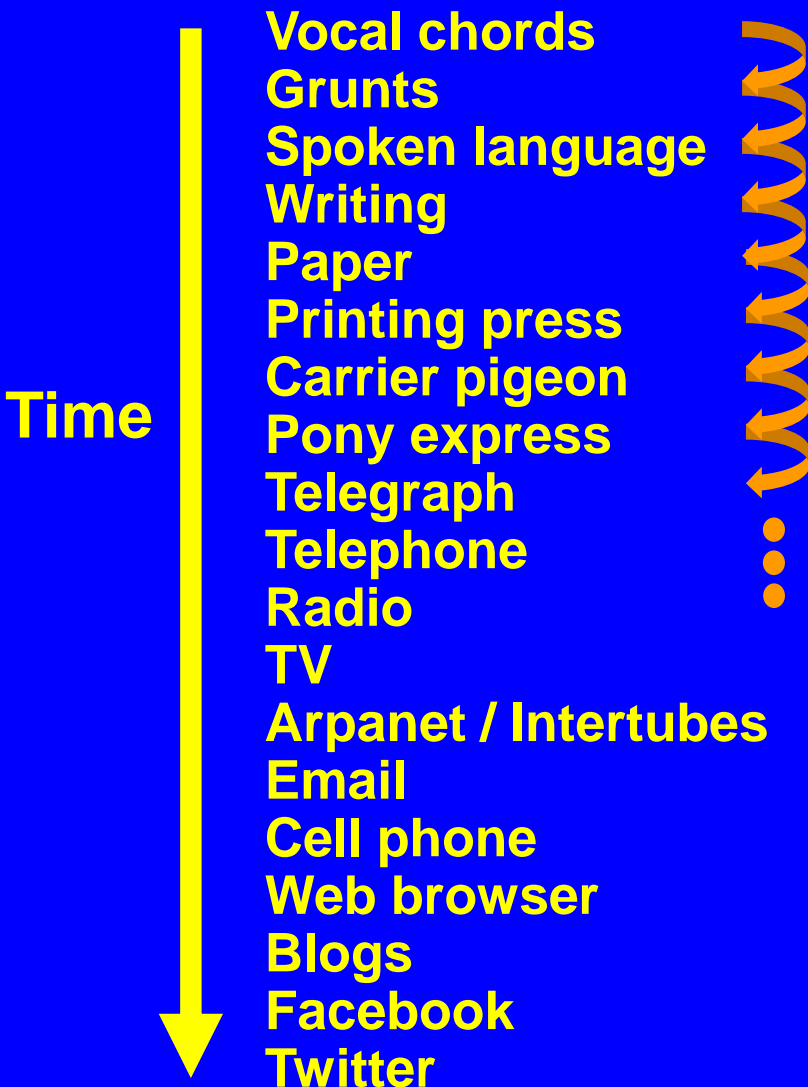 Vocal chords
Grunts
Spoken language
Writing
Paper
Printing press
Carrier pigeon
Time
Pony express
Telegraph
Telephone
Radio
TV
Arpanet / Intertubes
Email
Cell phone
Web browser
Blogs
Facebook
Twitter